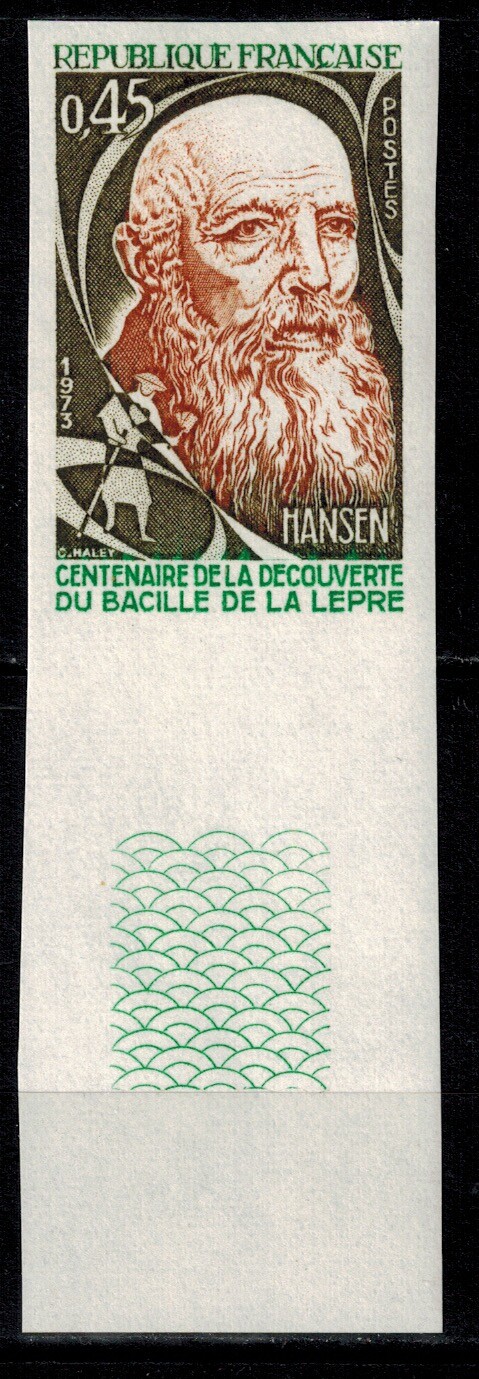 REPUBLIQUE FRANÇAISE
0,45
POSTES
1973
HANSEN
C.HALEY
CENTENAIRE DE LA DECOUVERTE
DU BACILLE DE LA LEPRE